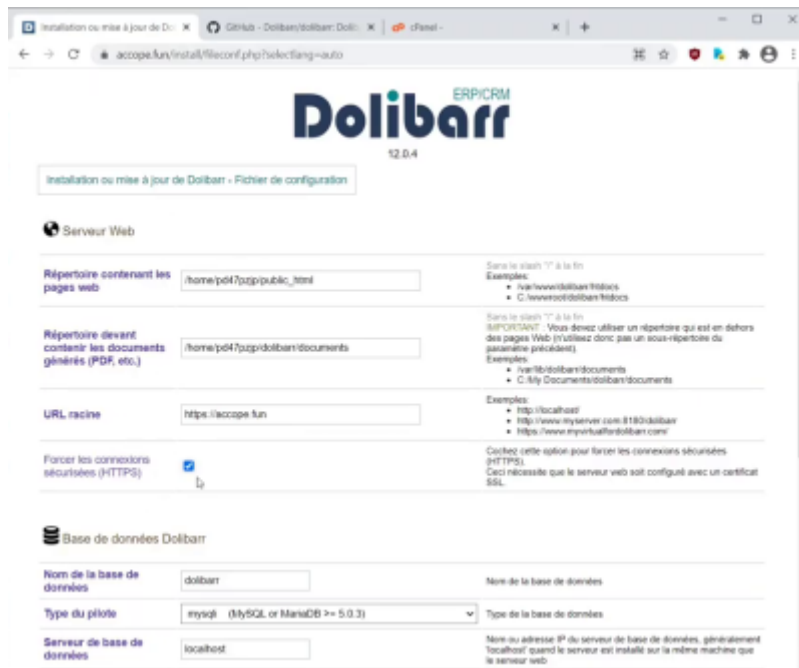 Installation ou mise à jour de Do
GitHub - Dolibarr/dolibarr: Dolib
cPanel -
accope.fun/install/fileconf.php?selectlang=auto
ERP/CRM
Dolibarr
12.0.4
Installation ou mise à jour de Dolibarr - Fichier de configuration
Serveur Web
Répertoire contenant les
pages web
/home/pd47pzjp/public_html
Sans le slash "/" à la fin
Exemples:
/var/www/dolibarr/htdocs
C:/wwwroot/dolibarr/htdocs
Répertoire devant
contenir les documents
générés (PDF, etc.)
/home/pd47pzjp/dolibarr/documents
Sans le slash "/" à la fin
IMPORTANT : Vous devez utiliser un répertoire qui est en dehors
des pages Web (n'utilisez donc pas un sous-répertoire du
paramètre précédent).
Exemples:
/var/lib/dolibarr/documents
C:/My Documents/dolibarr/documents
URL racine
https://accope.fun
Exemples:
http://localhost/
http://www.myserver.com:8180/dolibarr
https://www.myvirtualfordolibarr.com/
Forcer les connexions
sécurisées (HTTPS)
Cochez cette option pour forcer les connexions sécurisées
(HTTPS).
Ceci nécessite que le serveur web soit configuré avec un certificat
SSL.
Base de données Dolibarr
Nom de la base de
données
dolibarr
Nom de la base de données
Type du pilote
mysqli (MySQL or MariaDB >= 5.0.3)
Type de la base de données
Serveur de base de
données
localhost
Nom ou adresse IP du serveur de base de données, généralement
'localhost' quand le serveur est installé sur la même machine que
le serveur web